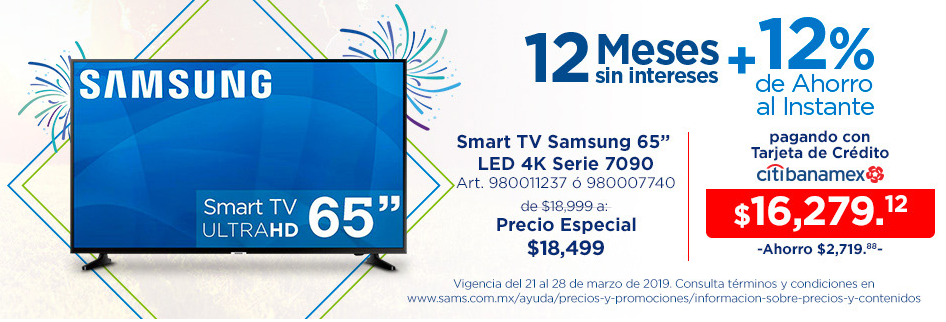 SAMSUNG
Smart TV
ULTRAHD
65”
12 Meses
sin intereses
+ 12%
de Ahorro
al Instante
Smart TV Samsung 65”
LED 4K Serie 7090
Art. 980011237 ó 980007740
de $18,999 a:
Precio Especial
$18,499
pagando con
Tarjeta de Crédito
citibanamex
$16,279.12
-Ahorro $2,719.88-
Vigencia del 21 al 28 de marzo de 2019. Consulta términos y condiciones en
www.sams.com.mx/ayuda/precios-y-promociones/informacion-sobre-precios-y-contenidos